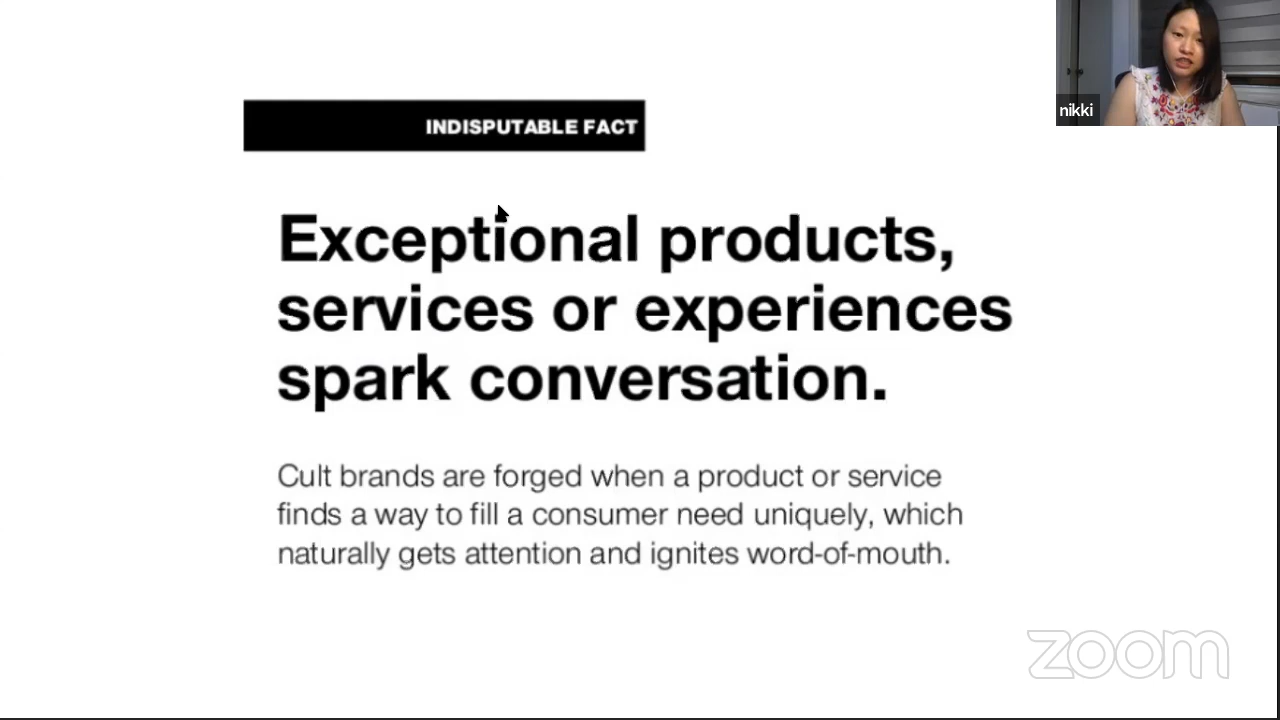 INDISPUTABLE FACT
Exceptional products,
services or experiences
spark conversation.
Cult brands are forged when a product or service
finds a way to fill a consumer need uniquely, which
naturally gets attention and ignites word-of-mouth.
nikki
zoom